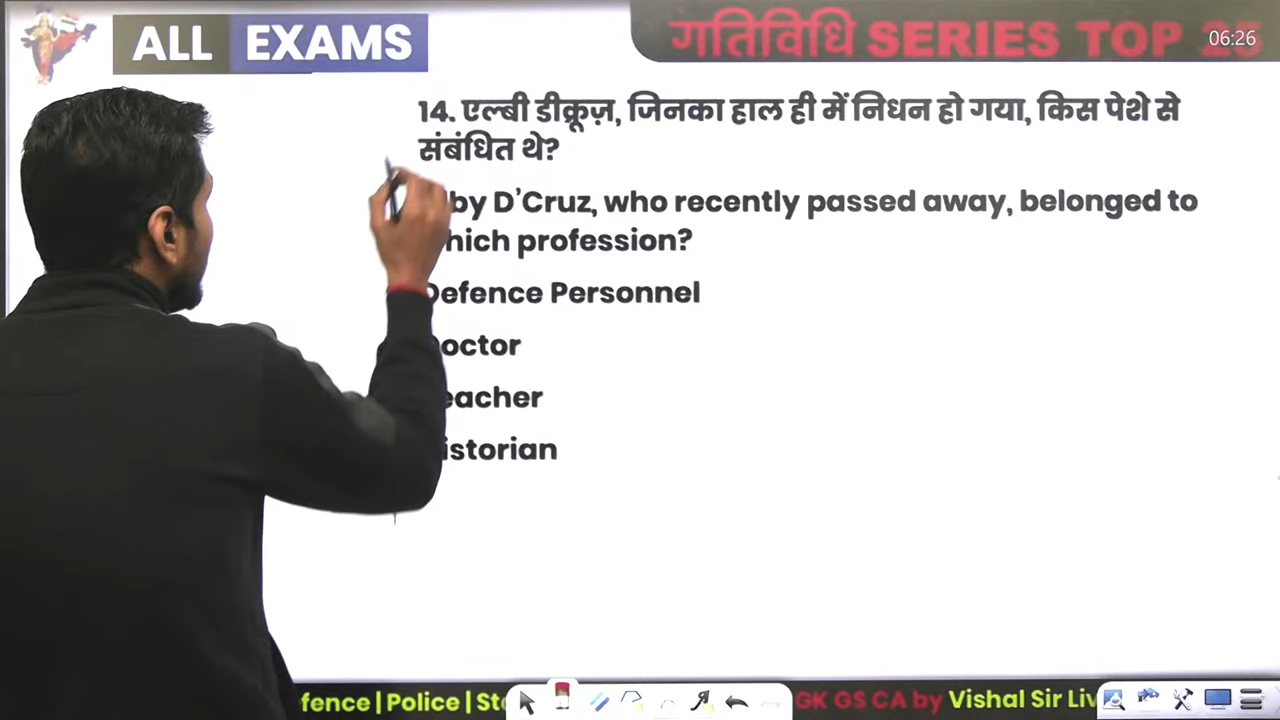 ALL EXAMS
गतिविधि SERIES TOP 25
06:26
14. एल्बी डीक्रूज़, जिनका हाल ही में निधन हो गया, किस पेशे से
संबंधित थे?
by D'Cruz, who recently passed away, belonged to
hich profession?
Defence Personnel
octor
eacher
istorian
fence | Police | St
GK GS CA by Vishal Sir Liv